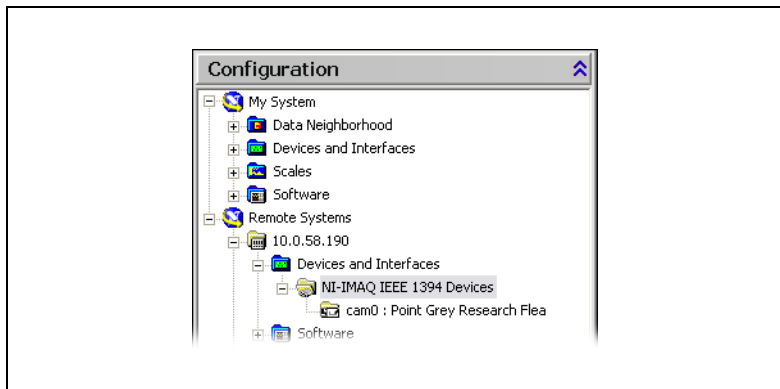 Configuration
My System
Data Neighborhood
Devices and Interfaces
Scales
Software
Remote Systems
10.0.58.190
Devices and Interfaces
NI-IMAQ IEEE 1394 Devices
cam0 : Point Grey Research Flea
Software